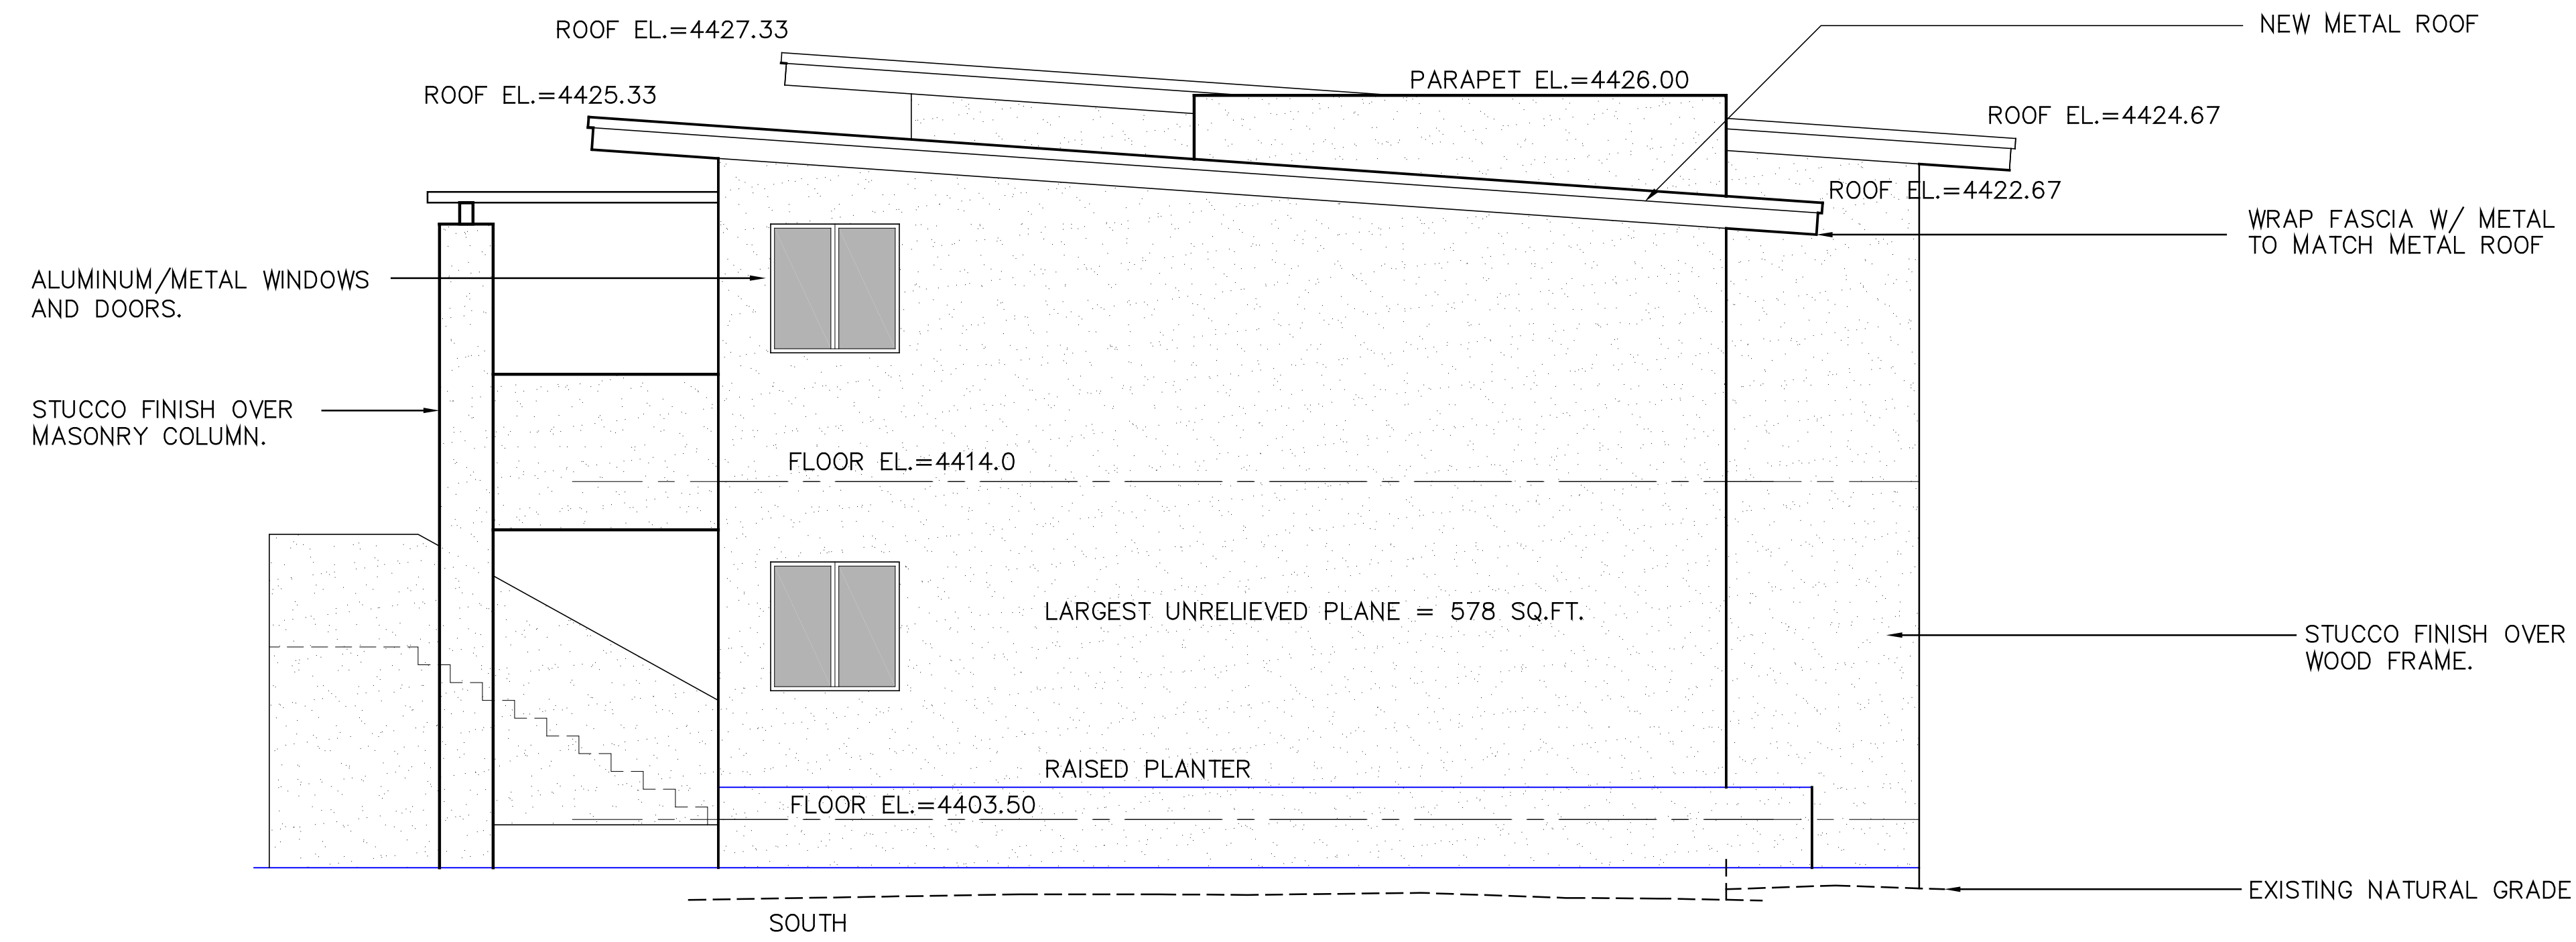 NEW METAL ROOF
ROOF EL.=4427.33
PARAPET EL.=4426.00
ROOF EL.=4425.33
ROOF EL.=4424.67
ROOF EL.=4422.67
WRAP FASCIA W/ METAL
TO MATCH METAL ROOF
ALUMINUM/METAL WINDOWS
AND DOORS.
STUCCO FINISH OVER
MASONRY COLUMN.
FLOOR EL.=4414.0
LARGEST UNRELIEVED PLANE = 578 SQ.FT.
STUCCO FINISH OVER
WOOD FRAME.
RAISED PLANTER
FLOOR EL.=4403.50
EXISTING NATURAL GRADE
SOUTH